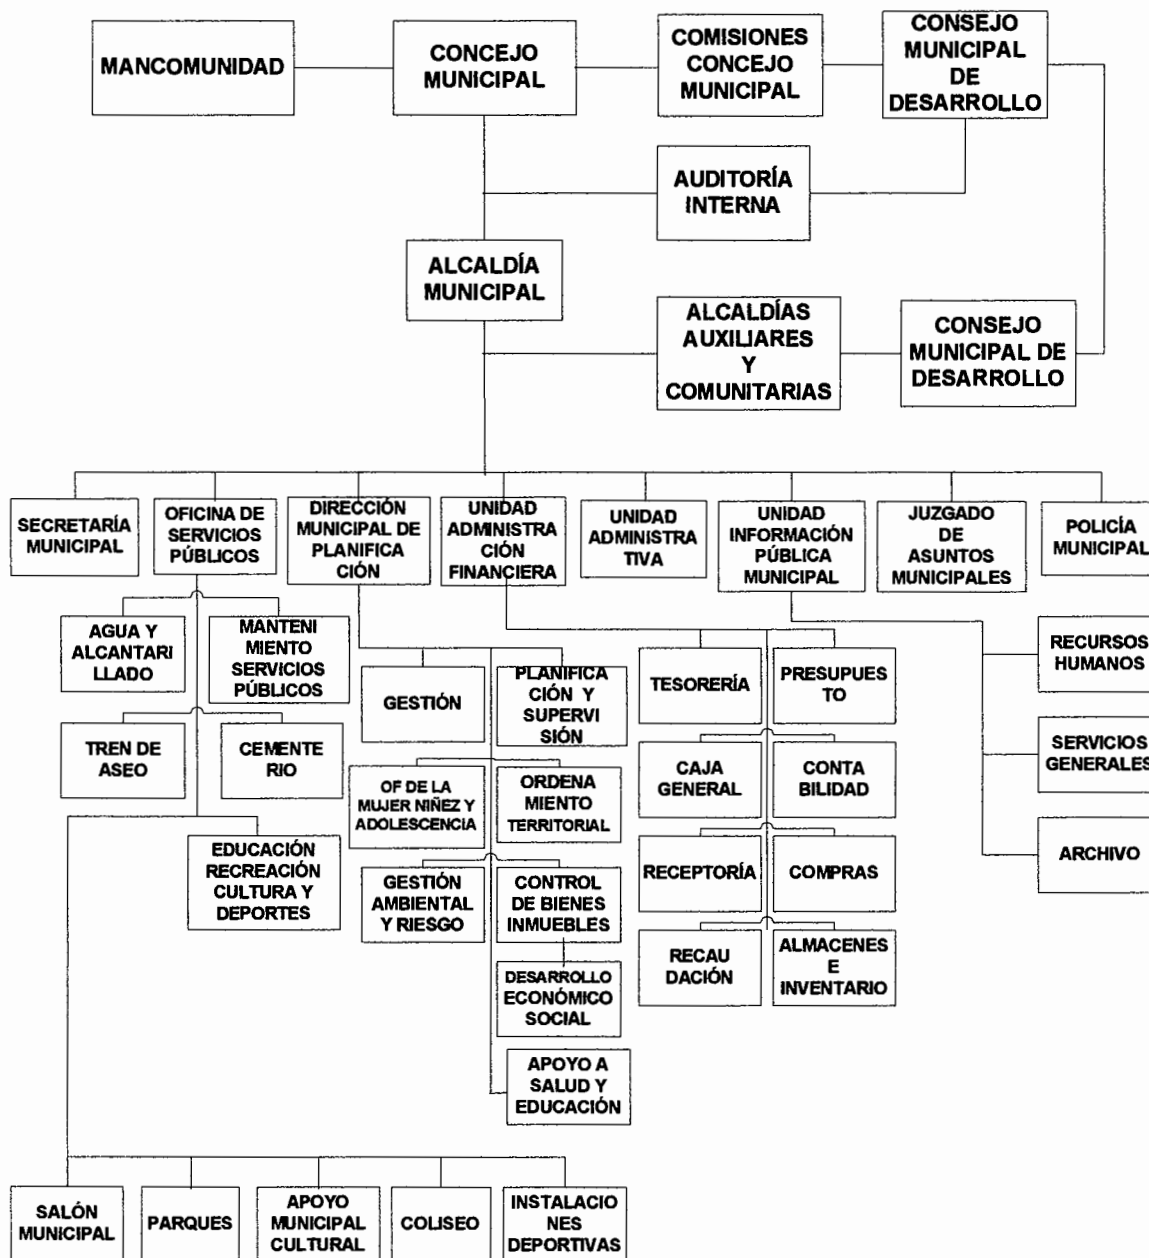 MANCOMUNIDAD
CONCEJO
MUNICIPAL
COMISIONES
CONCEJO
MUNICIPAL
CONSEJO
MUNICIPAL
DE
DESARROLLO
AUDITORÍA
INTERNA
ALCALDÍA
MUNICIPAL
ALCALDÍAS
AUXILIARES
Y
COMUNITARIAS
CONSEJO
MUNICIPAL DE
DESARROLLO
SECRETARÍA
MUNICIPAL
OFICINA DE
SERVICIOS
PÚBLICOS
DIRECCIÓN
MUNICIPAL DE
PLANIFICA
CIÓN
UNIDAD
ADMINISTRA
CIÓN
FINANCIERA
UNIDAD
ADMINISTRA
TIVA
UNIDAD
INFORMACIÓN
PÚBLICA
MUNICIPAL
JUZGADO
DE
ASUNTOS
MUNICIPALES
POLICÍA
MUNICIPAL
AGUA Y
ALCANTARI
LLADO
MANTENI
MIENTO
SERVICIOS
PÚBLICOS
GESTIÓN
PLANIFICA
CIÓN Y
SUPERVI
SIÓN
TESORERÍA
PRESUPUE
STO
RECURSOS
HUMANOS
TREN DE
ASEO
CEMENTE
RIO
OF DE LA
MUJER NIÑEZ Y
ADOLESCENCIA
ORDENA
MIENTO
TERRITORIAL
CAJA
GENERAL
CONTA
BILIDAD
SERVICIOS
GENERALES
EDUCACIÓN
RECREACIÓN
CULTURA Y
DEPORTES
GESTIÓN
AMBIENTAL
Y RIESGO
CONTROL
DE BIENES
INMUEBLES
RECEPTORÍA
COMPRAS
ARCHIVO
DESARROLLO
ECONÓMICO
SOCIAL
RECAU
DACIÓN
ALMACENES
E
INVENTARIO
APOYO A
SALUD Y
EDUCACIÓN
SALÓN
MUNICIPAL
PARQUES
APOYO
MUNICIPAL
CULTURAL
COLISEO
INSTALACIO
NES
DEPORTIVAS